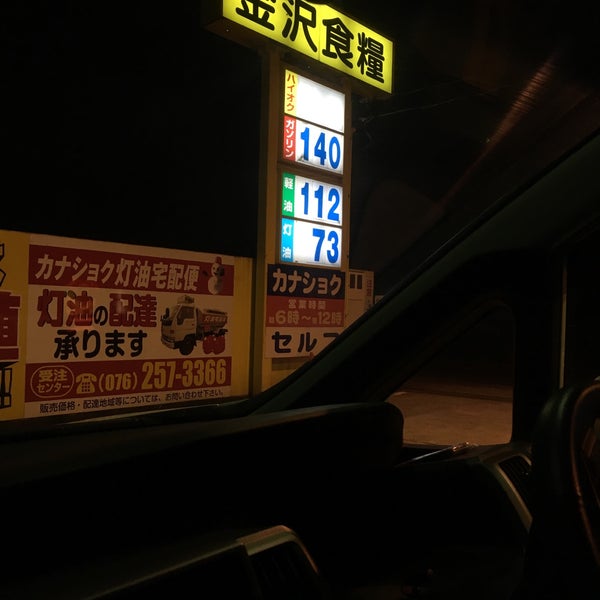 金沢食糧
ハイオク
ガソリン 140
軽油 112
灯油 73
カナショク
営業時間
朝6時～夜12時
セルフ
カナショク灯油宅配便
灯油の配達
承ります
受注センター ☎(076)257-3366
販売価格・配達地域等については、お問い合わせ下さい。